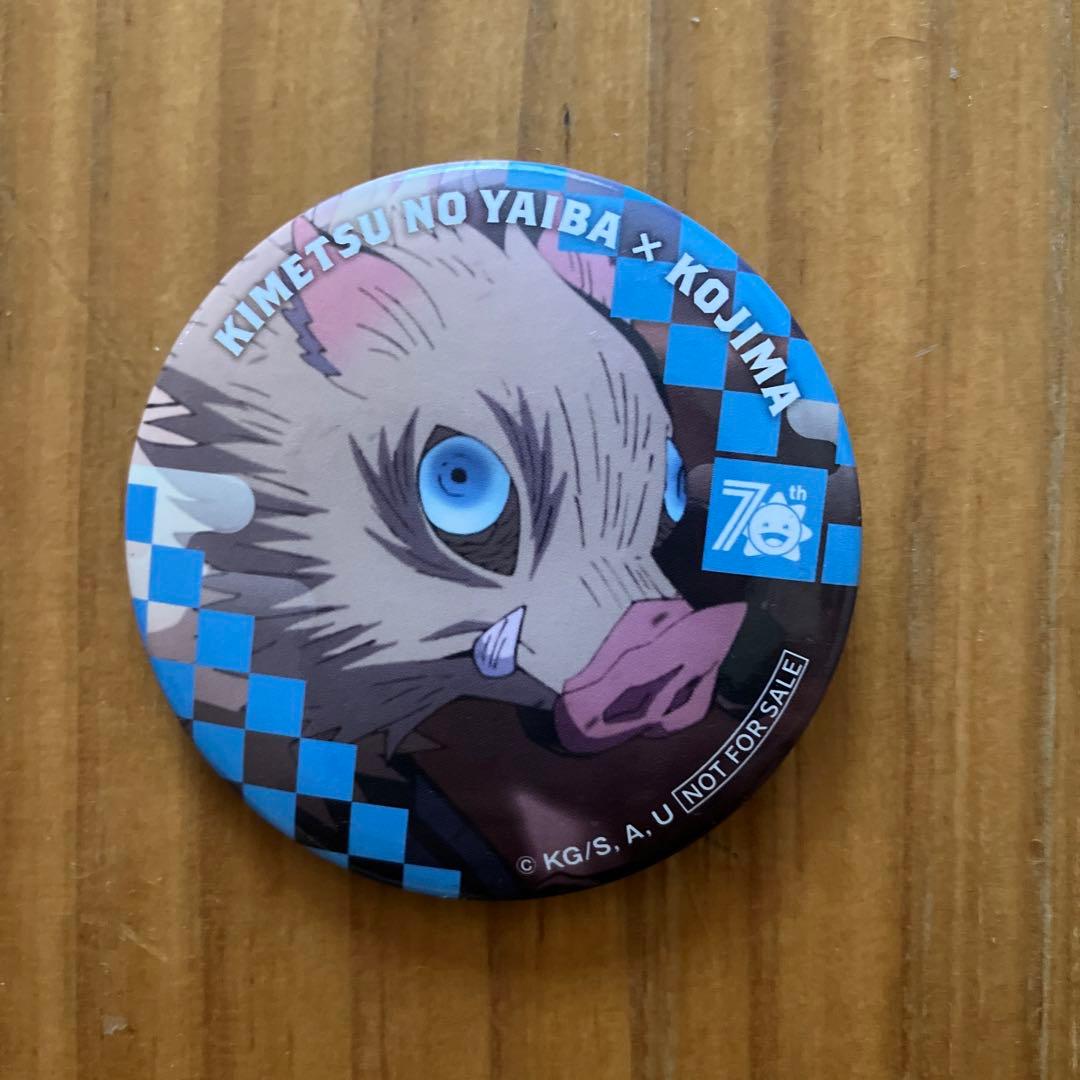 KIMETSU NO YAIBA × KOJIMA
70th
NOT FOR SALE
© KG/S, A, U